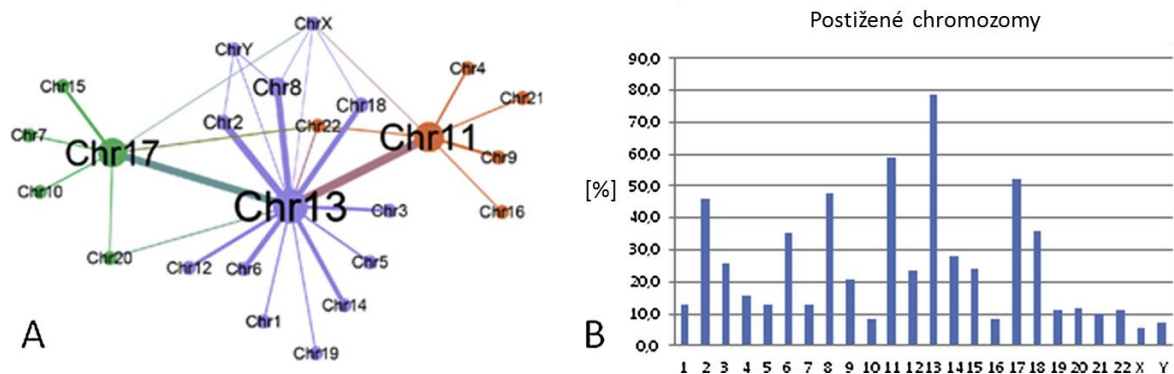 ChrX
ChrY
Chr8
Chr4
Chr15
Chr21
Chr18
Chr2
Chr22
Chr7
Chr17
Chr11
Chr9
Chr10
Chr13
Chr3
Chr16
Chr20
Chr12
Chr6
Chr5
Chr14
Chr1
Chr19
A
Postižené chromozomy
90,0
80,0
70,0
60,0
50,0
[%]
40,0
30,0
20,0
10,0
0,0
B
1 2 3 4 5 6 7 8 9 10 11 12 13 14 15 16 17 18 19 20 21 22 X Y